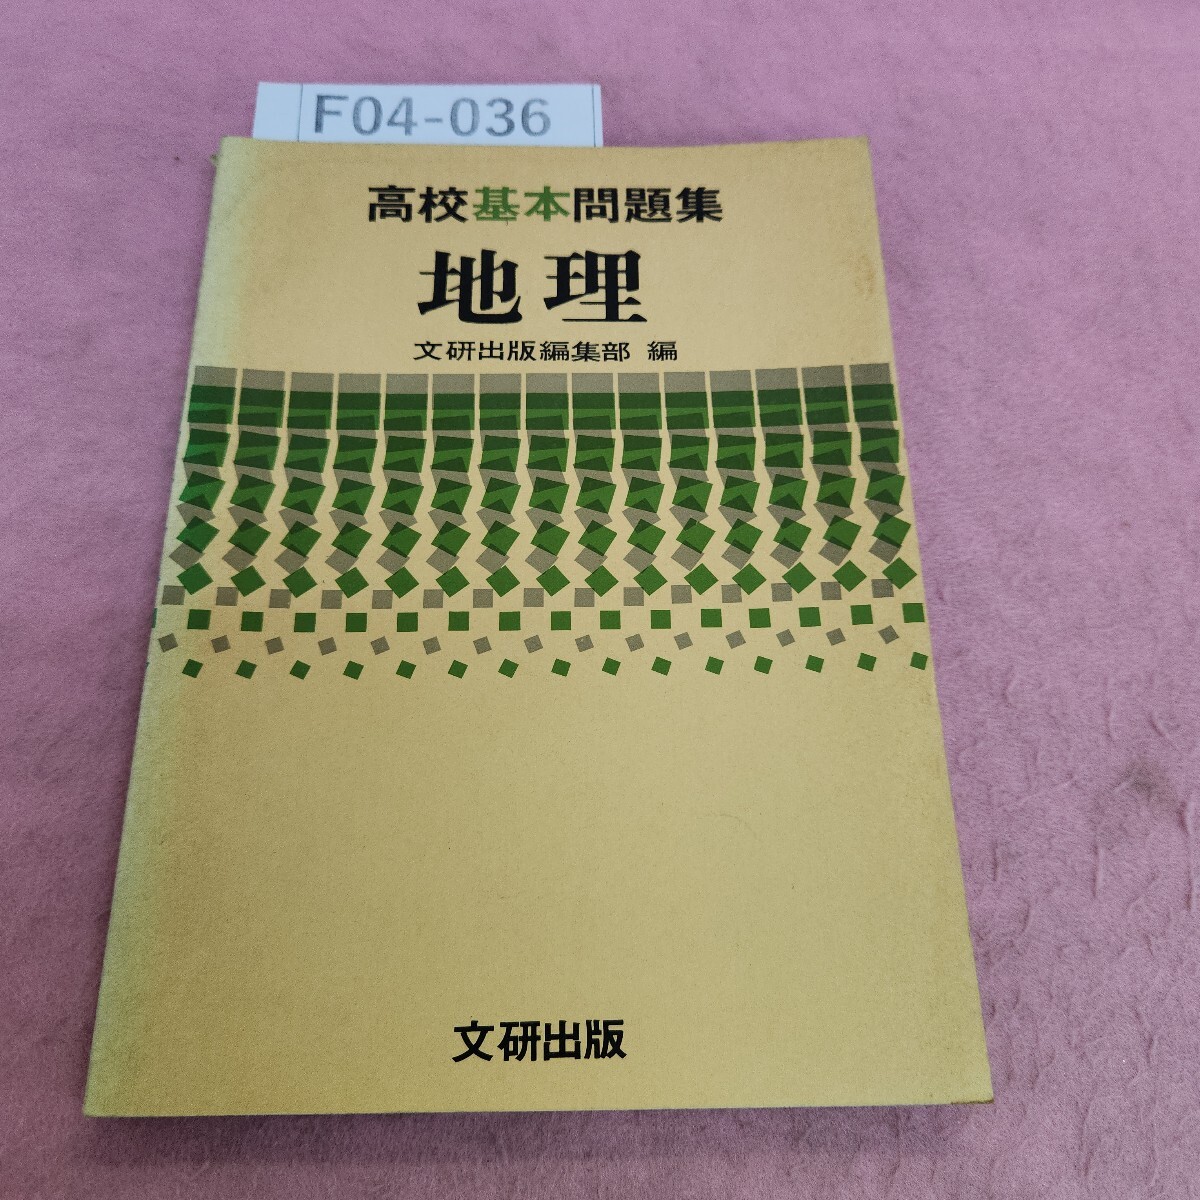 F04-036
高校基本問題集
地理
文研出版編集部 編
文研出版